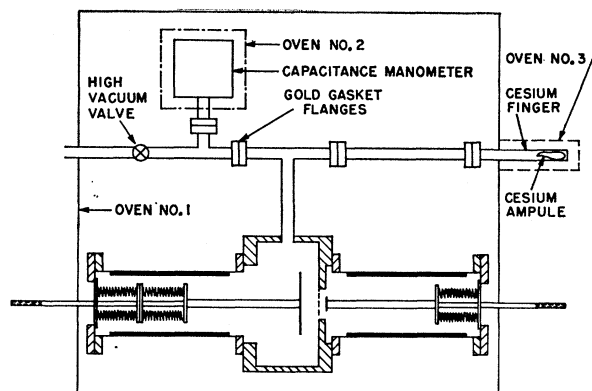 OVEN NO.2
CAPACITANCE MANOMETER
OVEN NO.3
HIGH
VACUUM
VALVE
GOLD GASKET
FLANGES
CESIUM
FINGER
CESIUM
AMPULE
OVEN NO.1